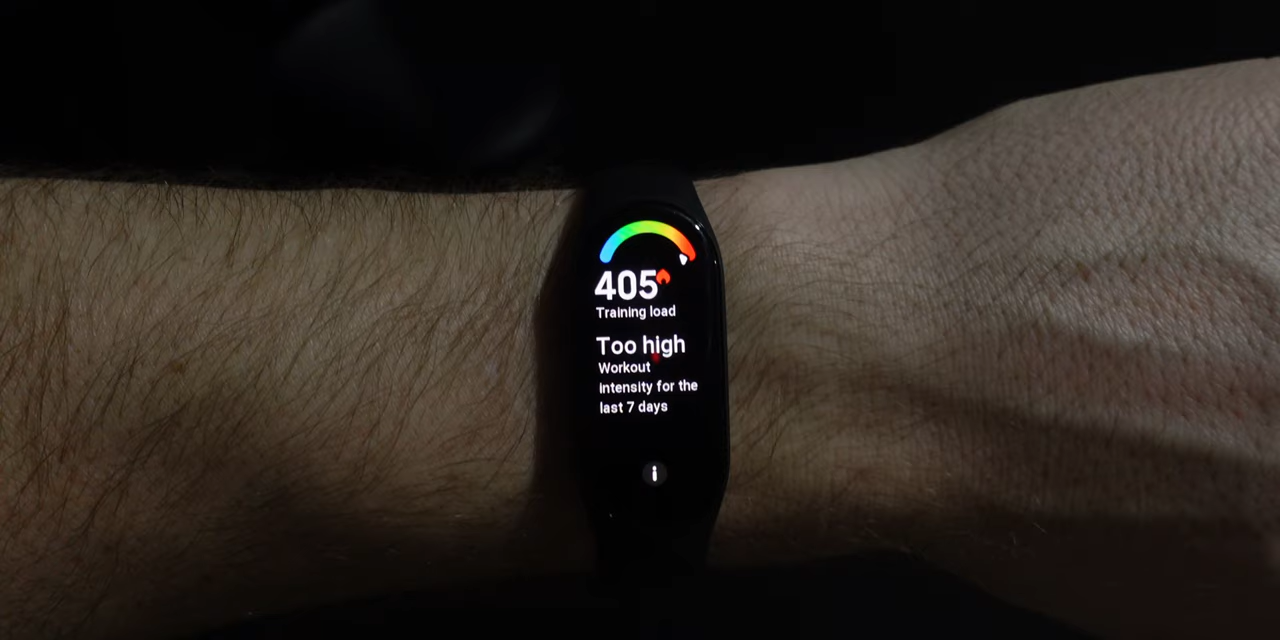 405
Training load
Too high
Workout
intensity for the
last 7 days
i